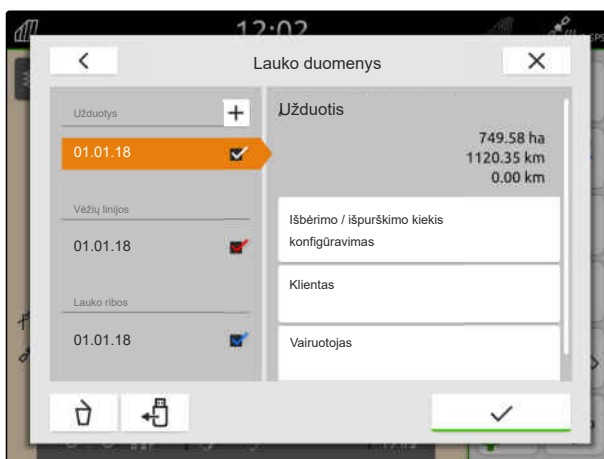 12:02
GPS
Lauko duomenys
Užduotys
01.01.18
Vėžių linijos
01.01.18
Lauko ribos
01.01.18
Užduotis
749.58 ha
1120.35 km
0.00 km
Išbėrimo / išpurškimo kiekis
konfigūravimas
Klientas
Vairuotojas